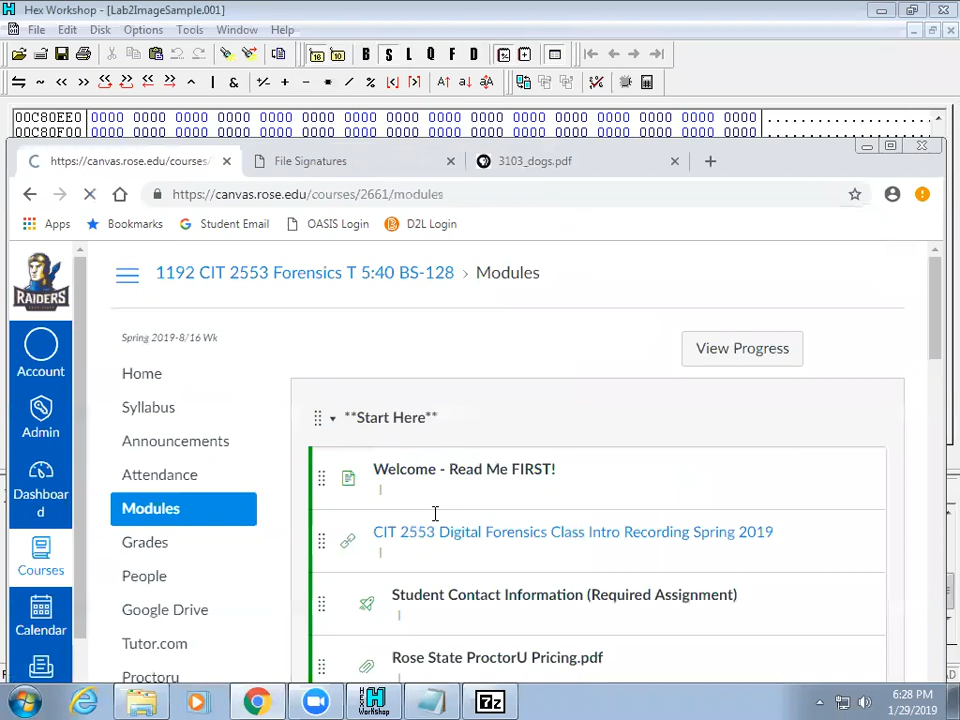 Hex Workshop - [Lab2ImageSample.001]
File Edit Disk Options Tools Window Help
B S L Q F D
00C80EE0 0000 0000 0000 0000 0000 0000 0000 0000 0000 0000 0000 0000 0000 0000 0000 0000
00C80F00 0000 0000 0000 0000 0000 0000 0000 0000 0000 0000 0000 0000 0000 0000 0000 0000
https://canvas.rose.edu/courses/ File Signatures 3103_dogs.pdf
https://canvas.rose.edu/courses/2661/modules
Apps Bookmarks Student Email OASIS Login D2L Login
RAIDERS
1192 CIT 2553 Forensics T 5:40 BS-128 > Modules
Spring 2019-8/16 Wk
View Progress
Account
Home
Syllabus
**Start Here**
Admin
Announcements
Attendance
Welcome - Read Me FIRST!
Dashboar
d
Modules
CIT 2553 Digital Forensics Class Intro Recording Spring 2019
Courses
Grades
People
Student Contact Information (Required Assignment)
Calendar
Google Drive
Tutor.com
Rose State ProctorU Pricing.pdf
Proctoru
HEX
Workshop
7z
6:28 PM
1/29/2019